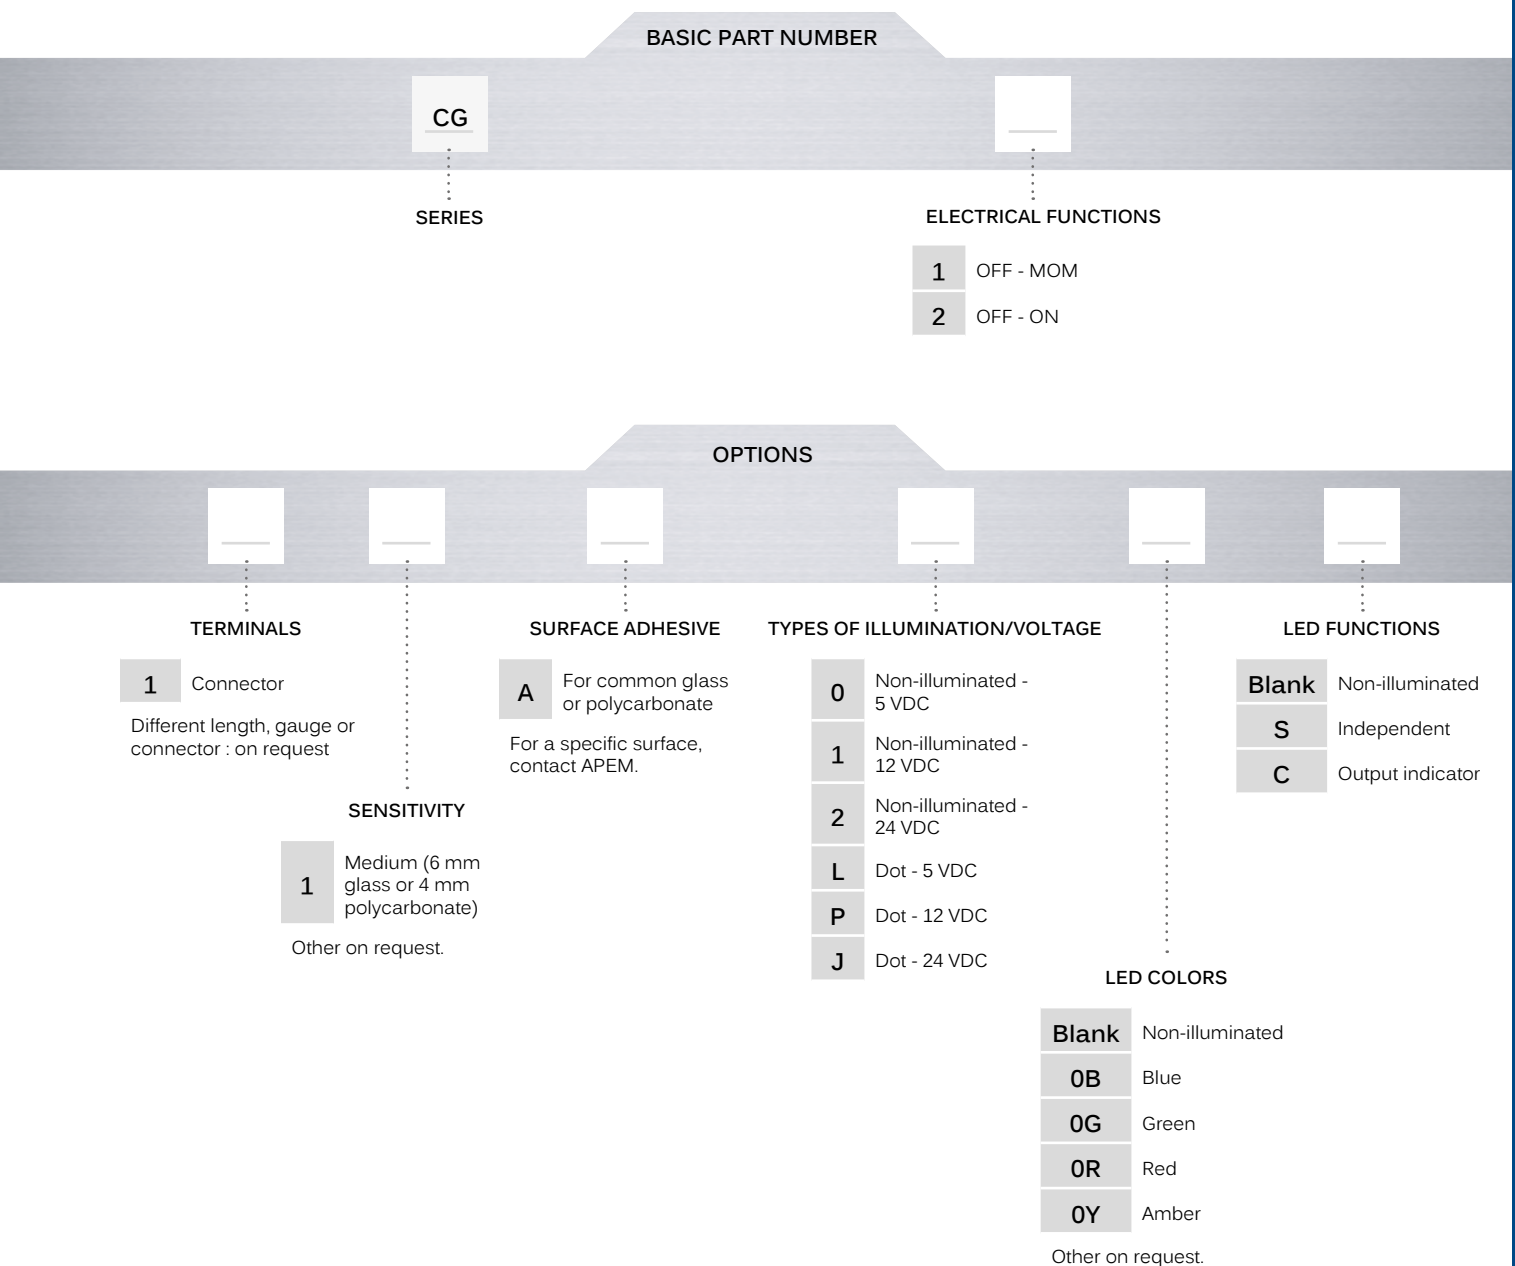 BASIC PART NUMBER
CG
SERIES
ELECTRICAL FUNCTIONS
1 OFF - MOM
2 OFF - ON
OPTIONS
TERMINALS
1 Connector
Different length, gauge or
connector : on request
SENSITIVITY
1 Medium (6 mm
glass or 4 mm
polycarbonate)
Other on request.
SURFACE ADHESIVE
A For common glass
or polycarbonate
For a specific surface,
contact APEM.
TYPES OF ILLUMINATION/VOLTAGE
0 Non-illuminated -
5 VDC
1 Non-illuminated -
12 VDC
2 Non-illuminated -
24 VDC
L Dot - 5 VDC
P Dot - 12 VDC
J Dot - 24 VDC
LED COLORS
Blank Non-illuminated
0B Blue
0G Green
0R Red
0Y Amber
Other on request.
LED FUNCTIONS
Blank Non-illuminated
S Independent
C Output indicator